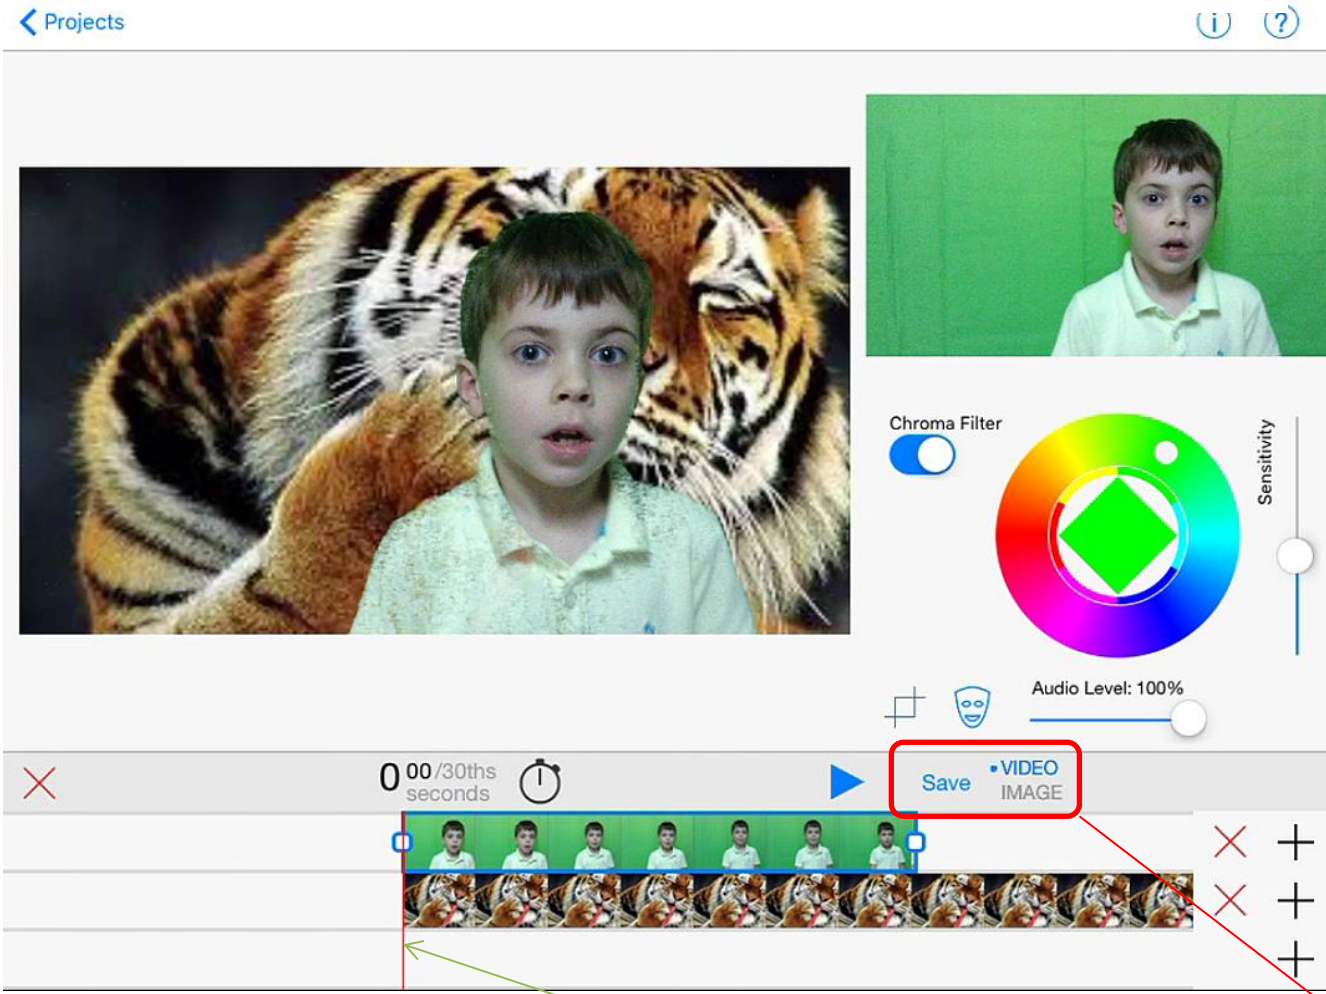 Projects
Chroma Filter
Sensitivity
Audio Level: 100%
0 00/30ths
seconds
Save
• VIDEO
IMAGE